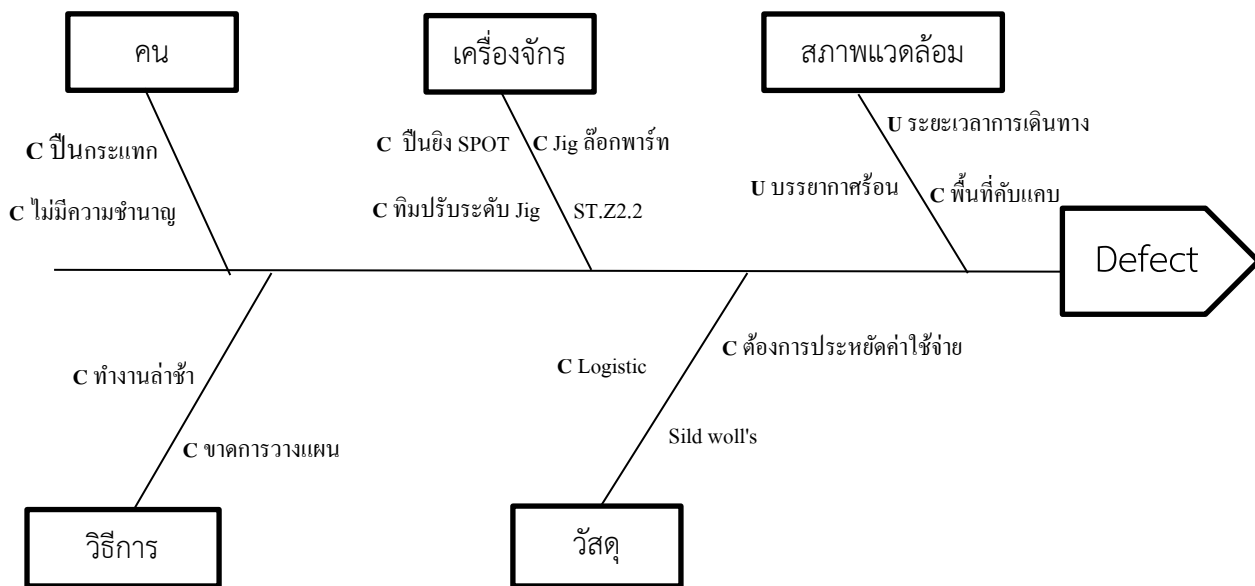 คน
เครื่องจักร
สภาพแวดล้อม
C ปืนกระแทก
C ไม่มีความชำนาญ
C ปืนยิง SPOT
C Jig ล๊อกพาร์ท
C ทิมปรับระดับ Jig
ST.Z2.2
U ระยะเวลาการเดินทาง
U บรรยากาศร้อน
C พื้นที่คับแคบ
Defect
C ทำงานล่าช้า
C ขาดการวางแผน
C Logistic
C ต้องการประหยัดค่าใช้จ่าย
Sild woll's
วิธีการ
วัสดุ